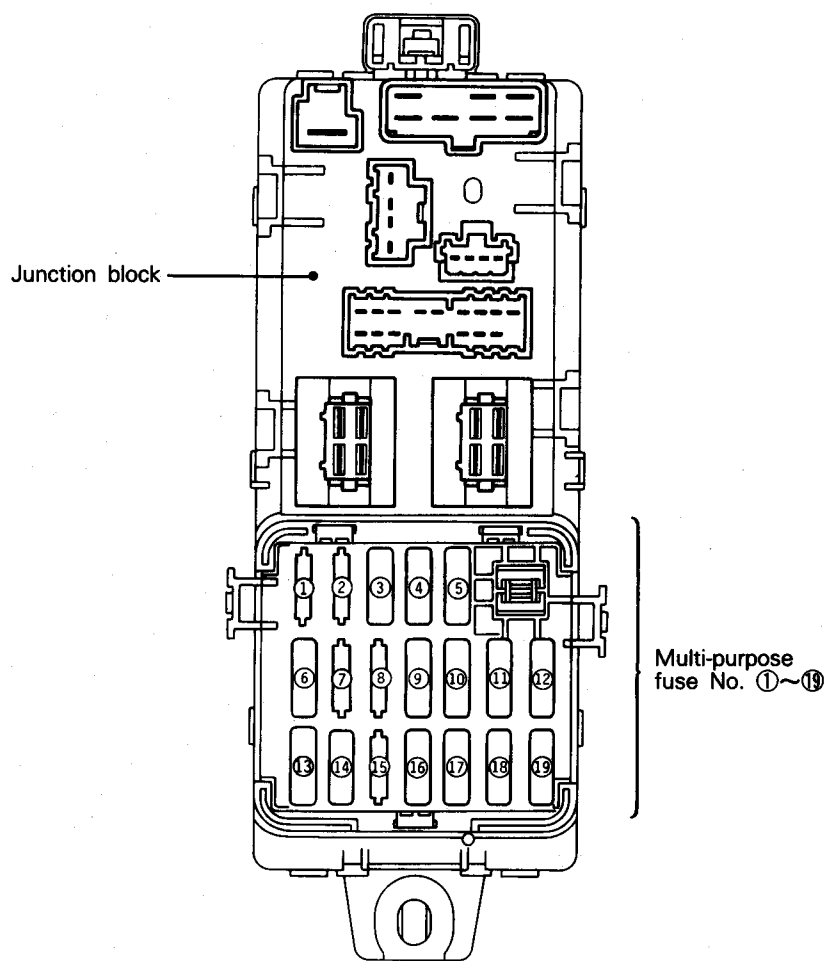 Junction block
① ② ③ ④ ⑤
⑥ ⑦ ⑧ ⑨ ⑩ ⑪ ⑫
Multi-purpose
fuse No. ①~⑲
⑬ ⑭ ⑮ ⑯ ⑰ ⑱ ⑲